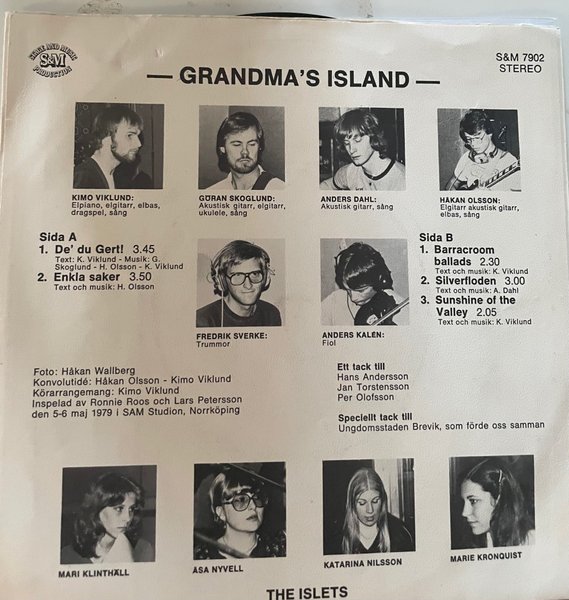 STAGE AND MUSIC
S&M
PRODUCTION
S&M 7902
STEREO
— GRANDMA'S ISLAND —
KIMO VIKLUND:
Elpiano, elgitarr, elbas,
dragspel, sång
GÖRAN SKOGLUND:
Akustisk gitarr, elgitarr,
ukulele, sång
ANDERS DAHL:
Akustisk gitarr, sång
HÅKAN OLSSON:
Elgitarr akustisk gitarr,
elbas, sång
Sida A
1. De' du Gert! 3.45
Text: K. Viklund - Musik: G.
Skoglund - H. Olsson - K. Viklund
2. Enkla saker 3.50
Text och musik: H. Olsson
Sida B
1. Barracroom
ballads 2.30
Text och musik: K. Viklund
2. Silverfloden 3.00
Text och musik: A. Dahl
3. Sunshine of the
Valley 2.05
Text och musik: K. Viklund
FREDRIK SVERKE:
Trummor
ANDERS KALÉN:
Fiol
Foto: Håkan Wallberg
Konvolutidé: Håkan Olsson - Kimo Viklund
Körarrangemang: Kimo Viklund
Inspelad av Ronnie Roos och Lars Petersson
den 5-6 maj 1979 i SAM Studion, Norrköping
Ett tack till
Hans Andersson
Jan Torstensson
Per Olofsson
Speciellt tack till
Ungdomsstaden Brevik, som förde oss samman
MARI KLINTHÄLL
ÅSA NYVELL
KATARINA NILSSON
MARIE KRONQUIST
THE ISLETS